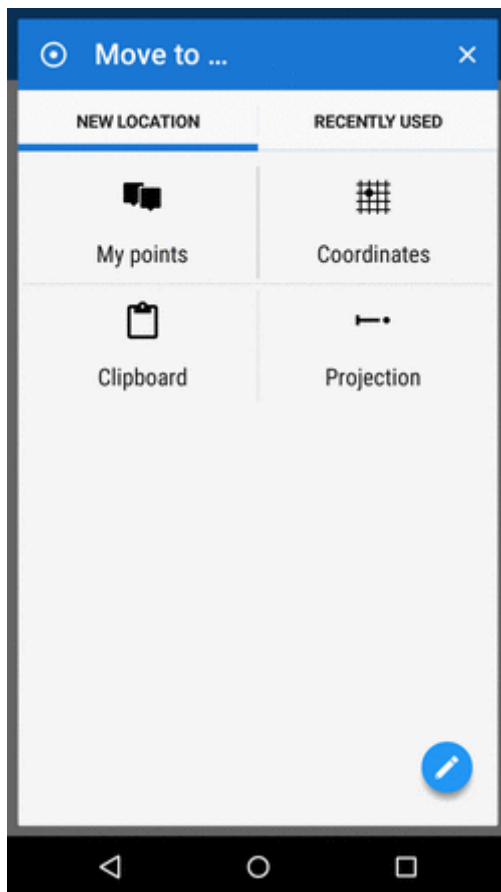 Move to ...
NEW LOCATION
RECENTLY USED
My points
Coordinates
Clipboard
Projection